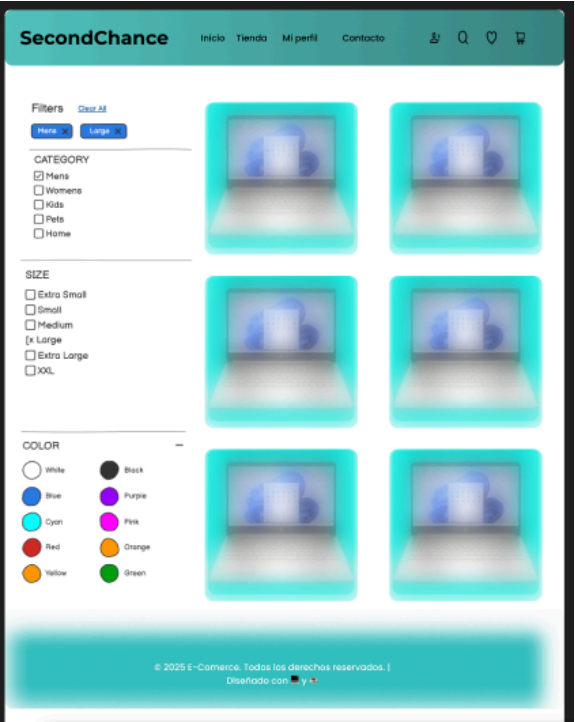 SecondChance
Inicio Tienda Mi perfil Contacto
Filters Clear All
Mens X Large X
CATEGORY
Mens
Womens
Kids
Pets
Home
SIZE
Extra Small
Small
Medium
[x Large
Extra Large
XXL
COLOR
White Black
Blue Purple
Cyan Pink
Red Orange
Yellow Green
© 2025 E-Comerce. Todos los derechos reservados. |
Diseñado con 💻 y ☕